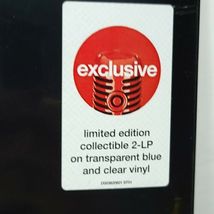 exclusive
limited edition
collectible 2-LP
on transparent blue
and clear vinyl